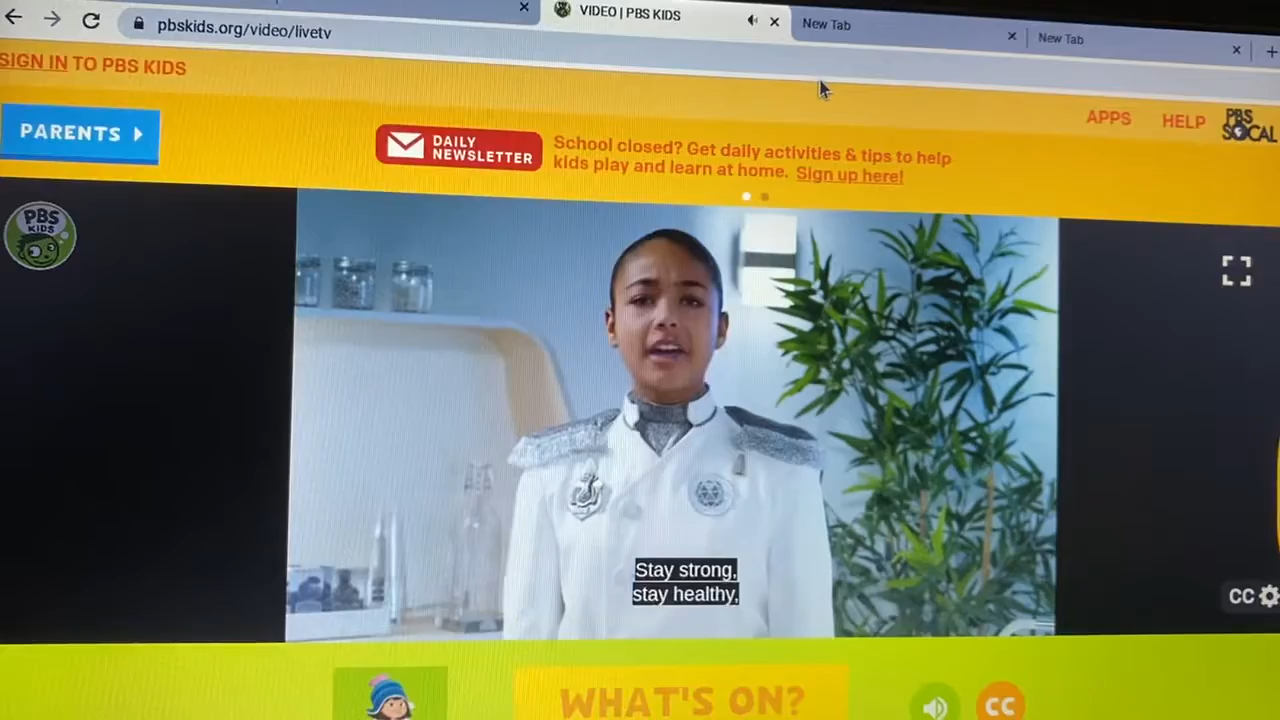 VIDEO | PBS KIDS
New Tab
New Tab
pbskids.org/video/livetv
SIGN IN TO PBS KIDS
PARENTS
DAILY
NEWSLETTER
School closed? Get daily activities & tips to help
kids play and learn at home. Sign up here!
APPS
HELP
PBS
SOCAL
PBS
KIDS
Stay strong,
stay healthy,
CC
WHAT'S ON?
CC